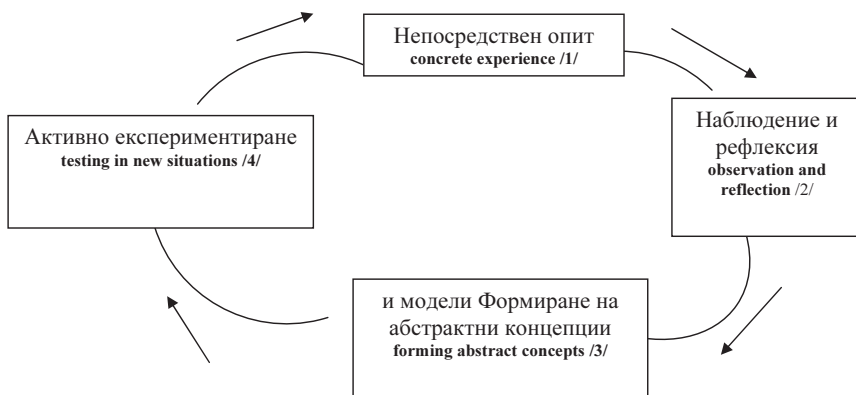 Непосредствен опит
concrete experience /1/
Наблюдение и
рефлексия
observation and
reflection /2/
и модели Формиране на
абстрактни концепции
forming abstract concepts /3/
Активно експериментиране
testing in new situations /4/